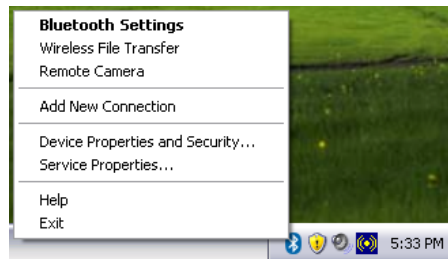 Bluetooth Settings
Wireless File Transfer
Remote Camera
Add New Connection
Device Properties and Security...
Service Properties...
Help
Exit
5:33 PM